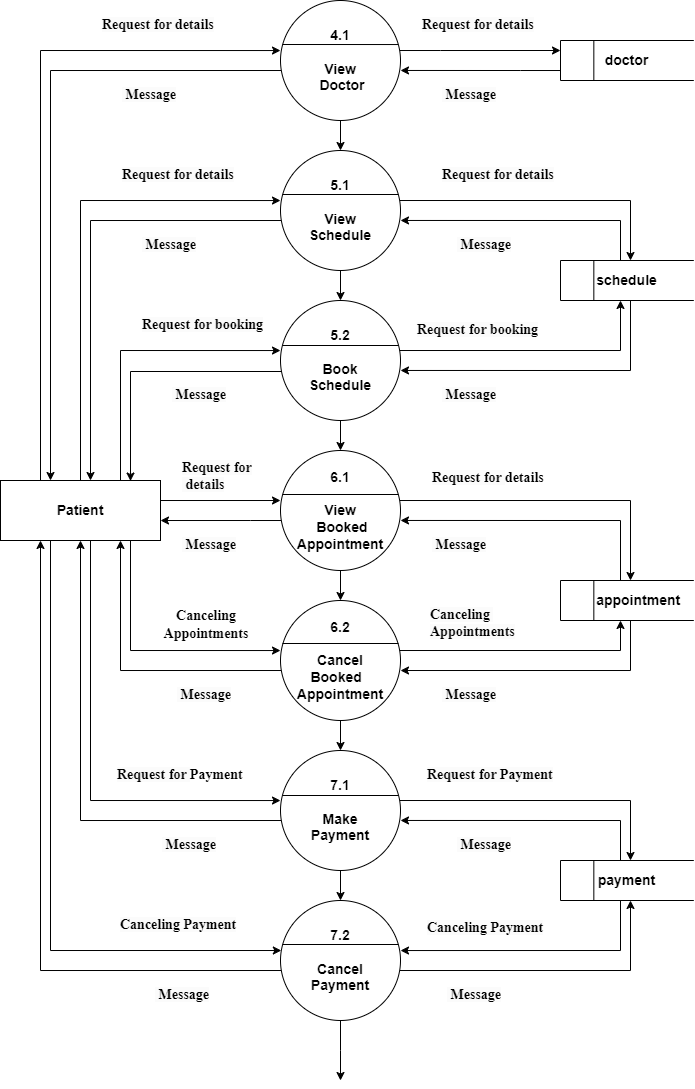 Request for details
4.1
Request for details
View
Doctor
doctor
Message
Message
Request for details
5.1
Request for details
View
Schedule
Message
Message
schedule
Request for booking
5.2
Request for booking
Book
Schedule
Message
Message
Request for
details
6.1
Request for details
Patient
View
Booked
Appointment
Message
Message
appointment
Canceling
Appointments
6.2
Canceling
Appointments
Cancel
Booked
Appointment
Message
Message
Request for Payment
7.1
Request for Payment
Make
Payment
Message
Message
payment
Canceling Payment
7.2
Canceling Payment
Cancel
Payment
Message
Message